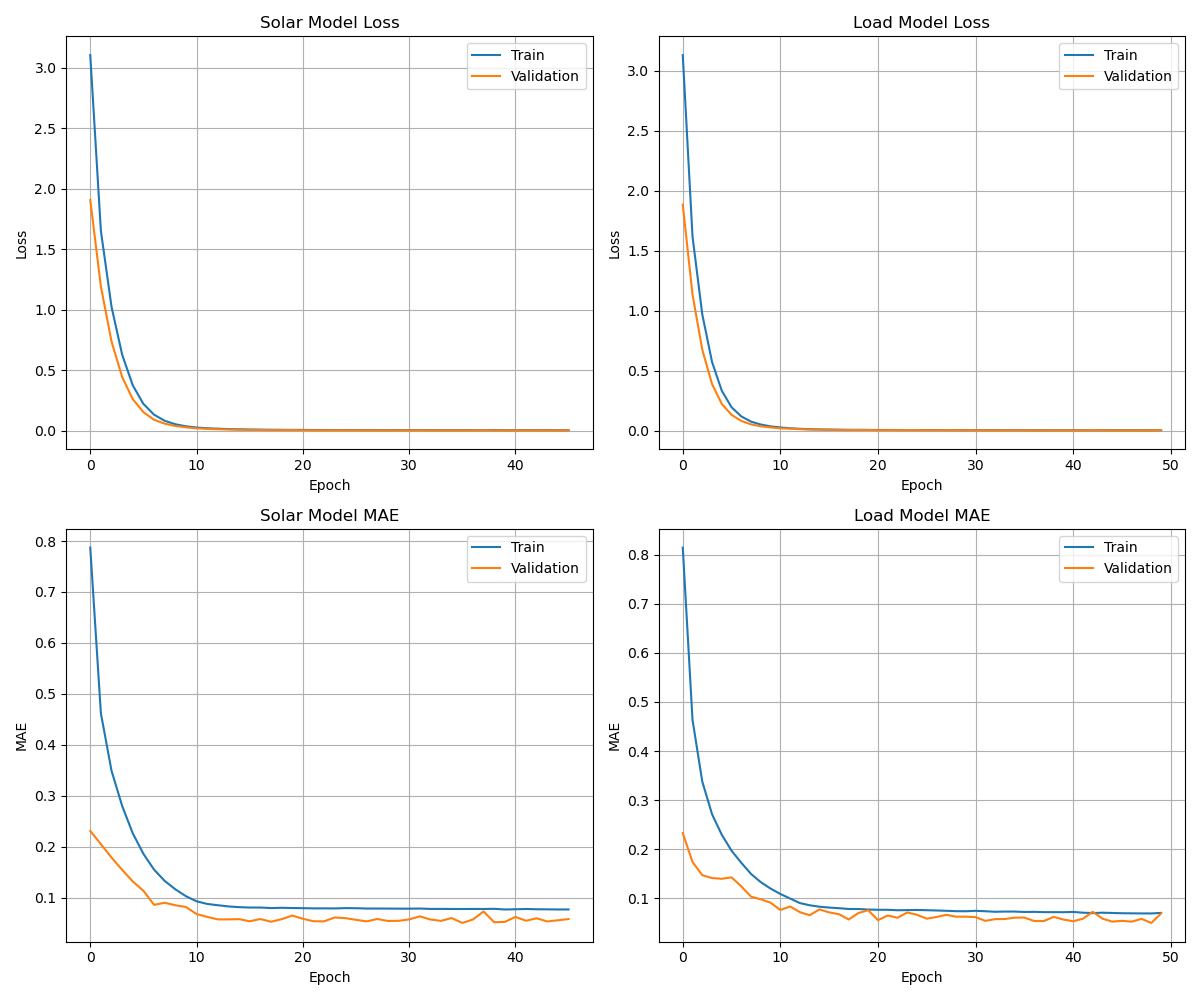 Solar Model Loss
Train
Validation
3.0
2.5
2.0
1.5
1.0
0.5
0.0
Loss
0 10 20 30 40
Epoch
Load Model Loss
Train
Validation
3.0
2.5
2.0
1.5
1.0
0.5
0.0
Loss
0 10 20 30 40 50
Epoch
Solar Model MAE
Train
Validation
0.8
0.7
0.6
0.5
0.4
0.3
0.2
0.1
MAE
0 10 20 30 40
Epoch
Load Model MAE
Train
Validation
0.8
0.7
0.6
0.5
0.4
0.3
0.2
0.1
MAE
0 10 20 30 40 50
Epoch